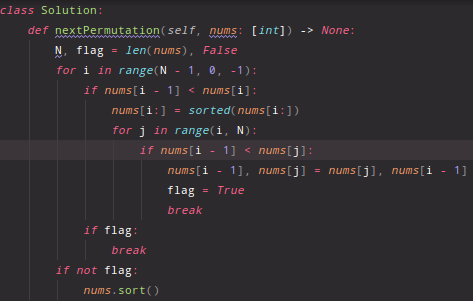 class Solution:
    def nextPermutation(self, nums: [int]) -> None:
        N, flag = len(nums), False
        for i in range(N - 1, 0, -1):
            if nums[i - 1] < nums[i]:
                nums[i:] = sorted(nums[i:])
                for j in range(i, N):
                    if nums[i - 1] < nums[j]:
                        nums[i - 1], nums[j] = nums[j], nums[i - 1]
                        flag = True
                        break
            if flag:
                break
        if not flag:
            nums.sort()